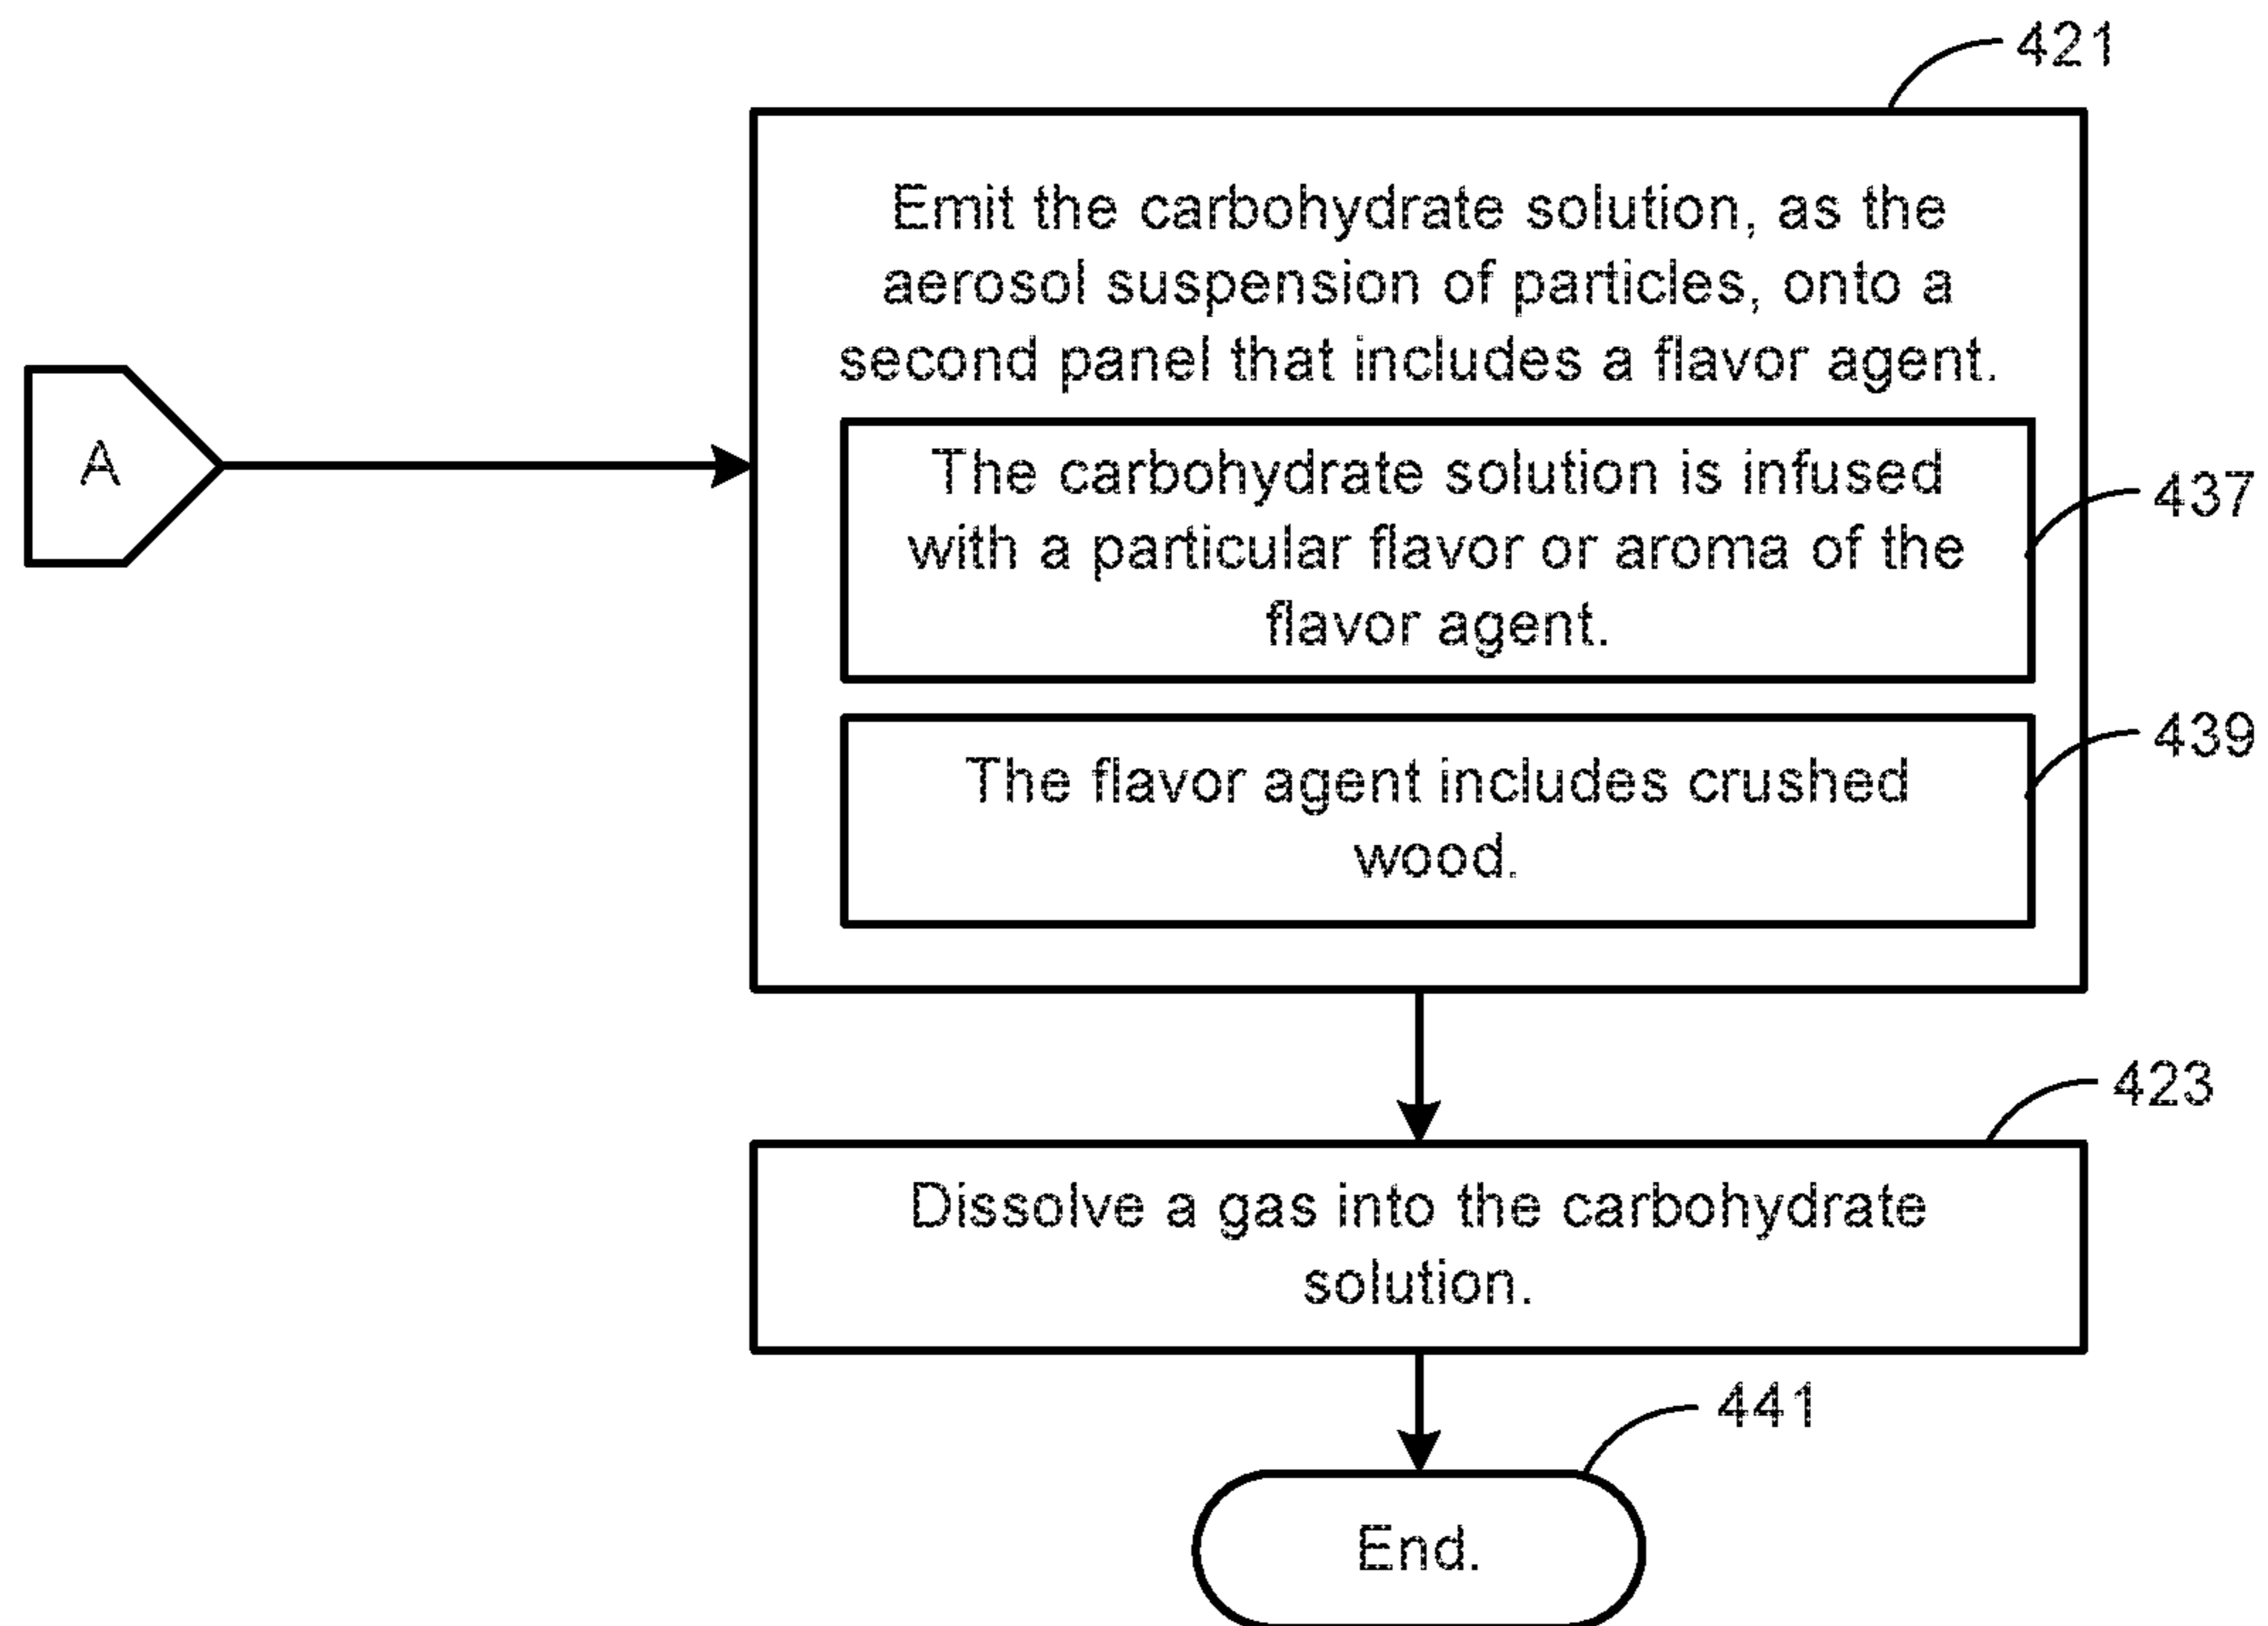 421
Emit the carbohydrate solution, as the
aerosol suspension of particles, onto a
second panel that includes a flavor agent.
A
The carbohydrate solution is infused
with a particular flavor or aroma of the
flavor agent.
437
The flavor agent includes crushed
wood.
439
423
Dissolve a gas into the carbohydrate
solution.
441
End.